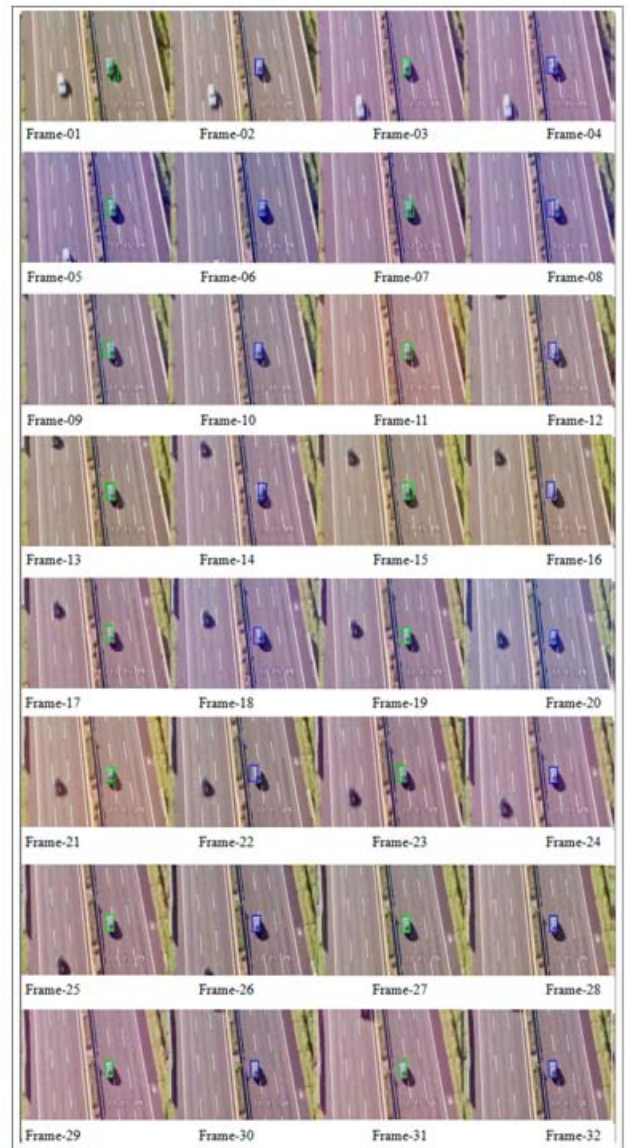 Frame-01 Frame-02 Frame-03 Frame-04
Frame-05 Frame-06 Frame-07 Frame-08
Frame-09 Frame-10 Frame-11 Frame-12
Frame-13 Frame-14 Frame-15 Frame-16
Frame-17 Frame-18 Frame-19 Frame-20
Frame-21 Frame-22 Frame-23 Frame-24
Frame-25 Frame-26 Frame-27 Frame-28
Frame-29 Frame-30 Frame-31 Frame-32